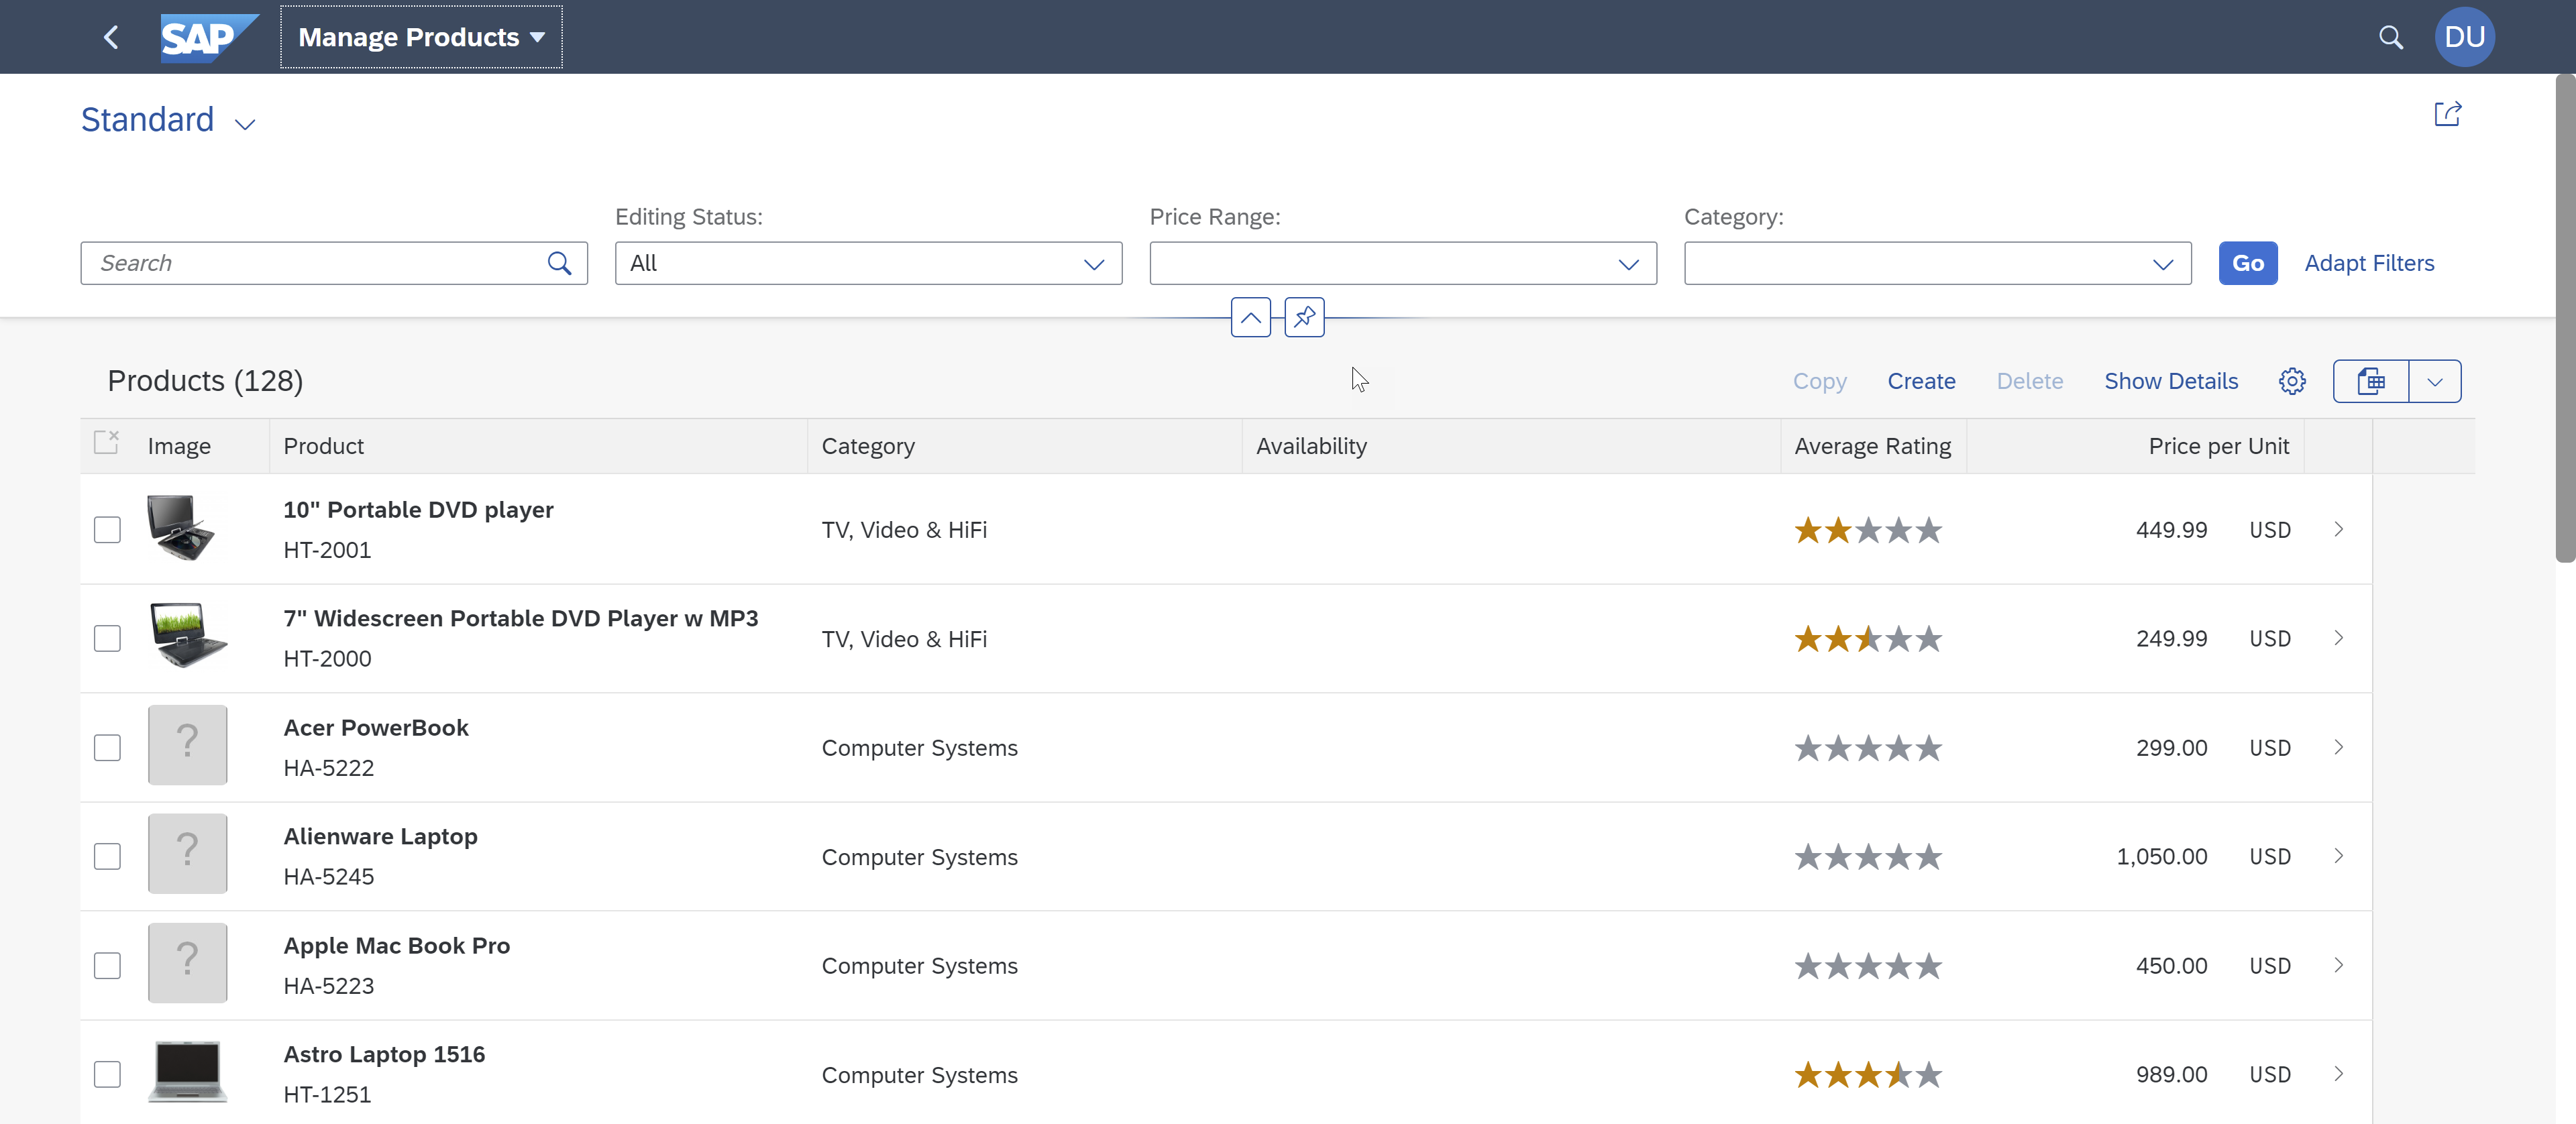 SAP Manage Products DU
Standard
Editing Status: Price Range: Category:
Search All Go Adapt Filters
Products (128) Copy Create Delete Show Details
Image Product Category Availability Average Rating Price per Unit
10" Portable DVD player
HT-2001
TV, Video & HiFi 449.99 USD
7" Widescreen Portable DVD Player w MP3
HT-2000
TV, Video & HiFi 249.99 USD
?
Acer PowerBook
HA-5222
Computer Systems 299.00 USD
?
Alienware Laptop
HA-5245
Computer Systems 1,050.00 USD
?
Apple Mac Book Pro
HA-5223
Computer Systems 450.00 USD
Astro Laptop 1516
HT-1251
Computer Systems 989.00 USD